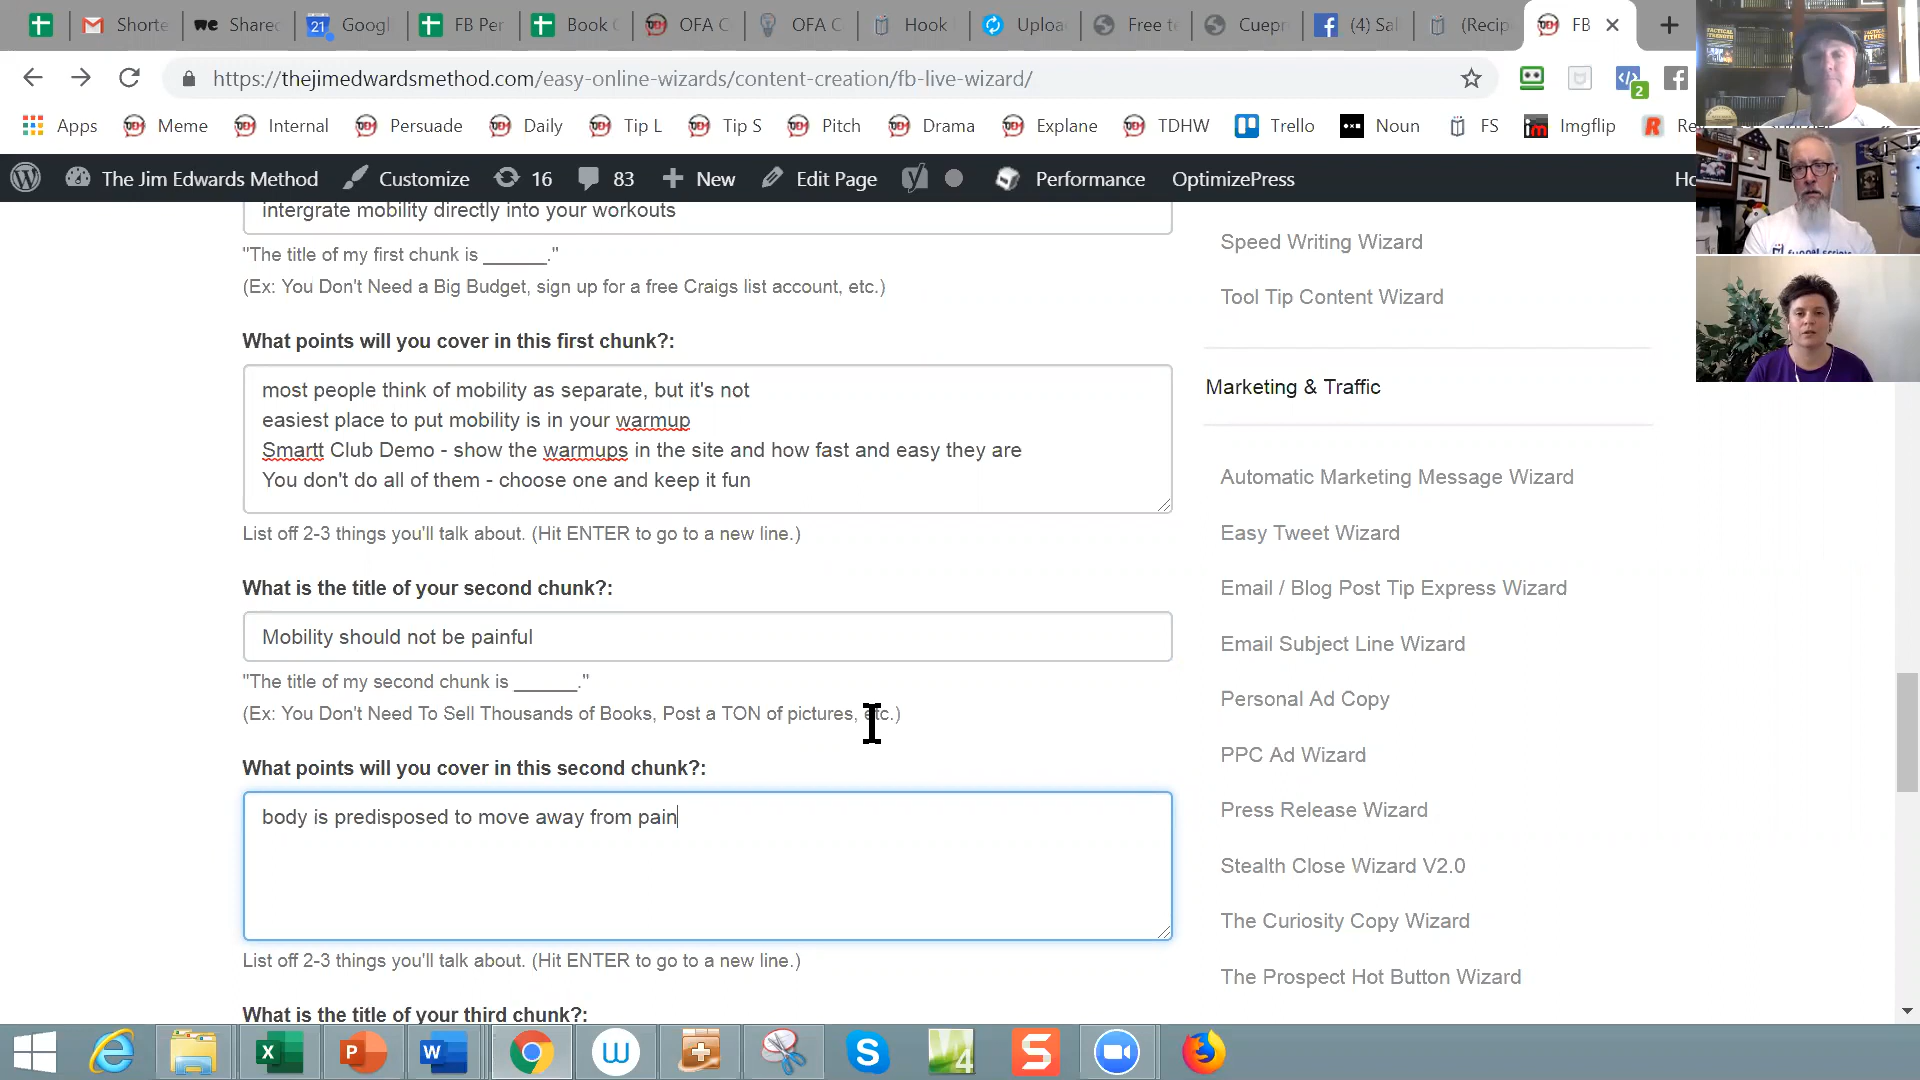 Shorte
Share
Googl
FB Per
Book
OFA C
OFA C
Hook
Uploa
Free te
Cuepr
(4) Sal
(Recip
FB
https://thejimedwardsmethod.com/easy-online-wizards/content-creation/fb-live-wizard/
2
Apps
Meme
Internal
Persuade
Daily
Tip L
Tip S
Pitch
Drama
Explane
TDHW
Trello
Noun
FS
Imgflip
The Jim Edwards Method
Customize
16
83
New
Edit Page
Performance
OptimizePress
intergrate mobility directly into your workouts
"The title of my first chunk is ______."
(Ex: You Don't Need a Big Budget, sign up for a free Craigs list account, etc.)
What points will you cover in this first chunk?:
most people think of mobility as separate, but it's not
easiest place to put mobility is in your warmup
Smartt Club Demo - show the warmups in the site and how fast and easy they are
You don't do all of them - choose one and keep it fun
List off 2-3 things you'll talk about. (Hit ENTER to go to a new line.)
What is the title of your second chunk?:
Mobility should not be painful
"The title of my second chunk is ______."
(Ex: You Don't Need To Sell Thousands of Books, Post a TON of pictures, etc.)
What points will you cover in this second chunk?:
body is predisposed to move away from pain
List off 2-3 things you'll talk about. (Hit ENTER to go to a new line.)
What is the title of your third chunk?:
Speed Writing Wizard
Tool Tip Content Wizard
Marketing & Traffic
Automatic Marketing Message Wizard
Easy Tweet Wizard
Email / Blog Post Tip Express Wizard
Email Subject Line Wizard
Personal Ad Copy
PPC Ad Wizard
Press Release Wizard
Stealth Close Wizard V2.0
The Curiosity Copy Wizard
The Prospect Hot Button Wizard